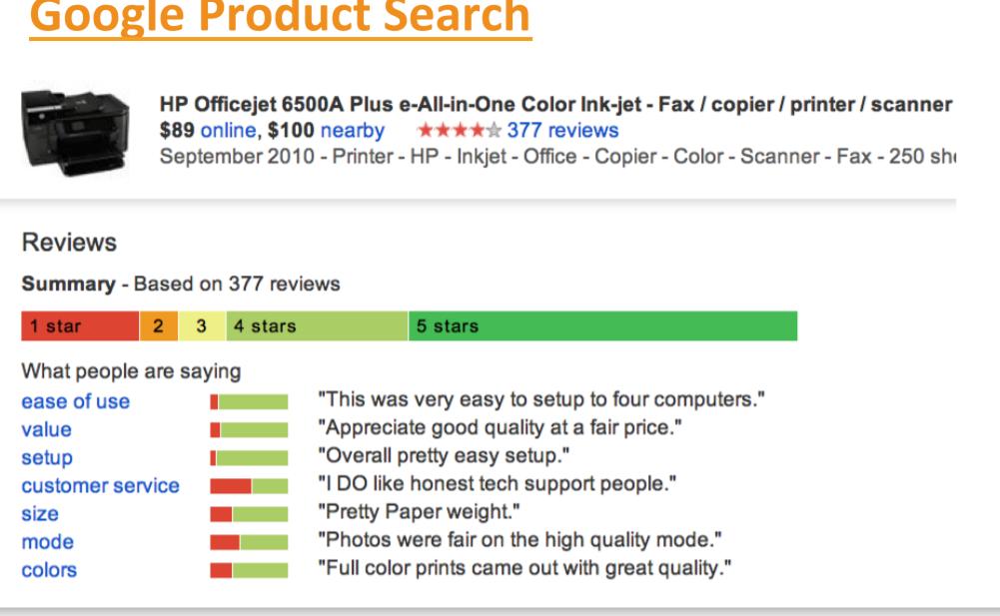 Google Product Search
HP Officejet 6500A Plus e-All-in-One Color Ink-jet - Fax / copier / printer / scanner
$89 online, $100 nearby 377 reviews
September 2010 - Printer - HP - Inkjet - Office - Copier - Color - Scanner - Fax - 250
Reviews
Summary - Based on 377 reviews
1 star 2 3 4 stars 5 stars
What people are saying
ease of use "This was very easy to setup to four computers."
value "Appreciate good quality at a fair price."
setup "Overall pretty easy setup."
customer service "I DO like honest tech support people."
size "Pretty Paper weight."
mode "Photos were fair on the high quality mode."
colors "Full color prints came out with great quality."